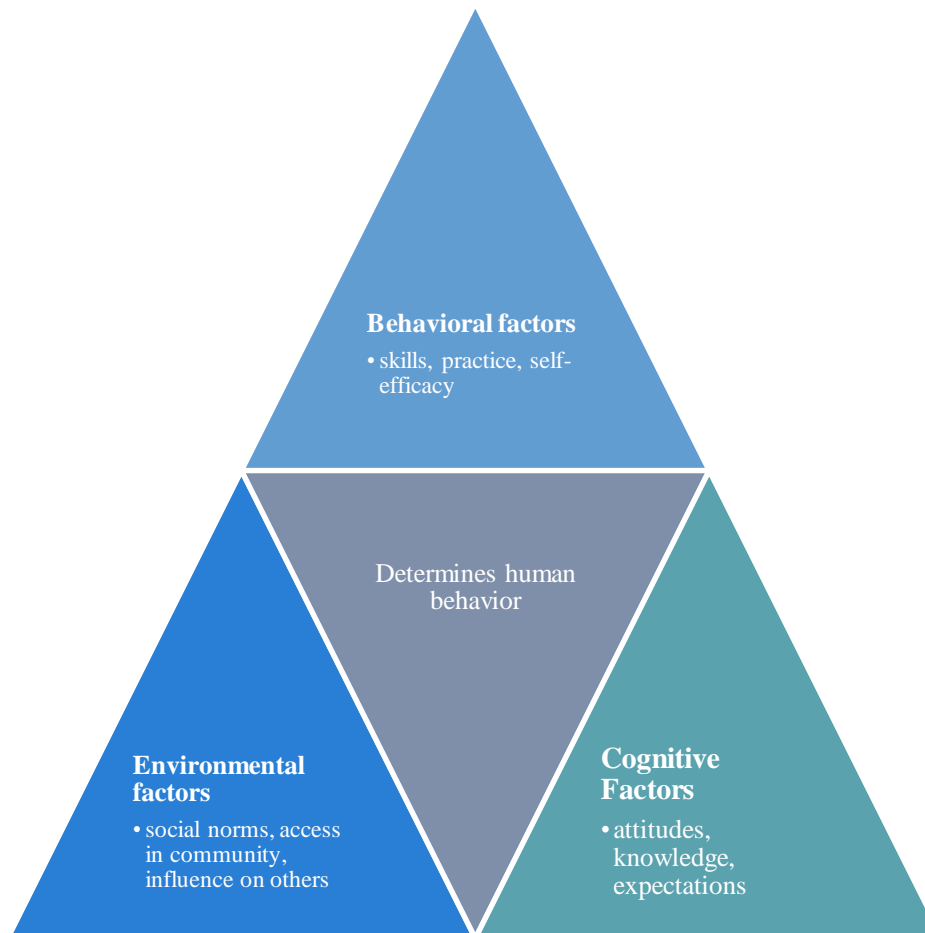 Behavioral factors
• skills, practice, self-
efficacy
Determines human
behavior
Environmental
factors
• social norms, access
in community,
influence on others
Cognitive
Factors
• attitudes,
knowledge,
expectations